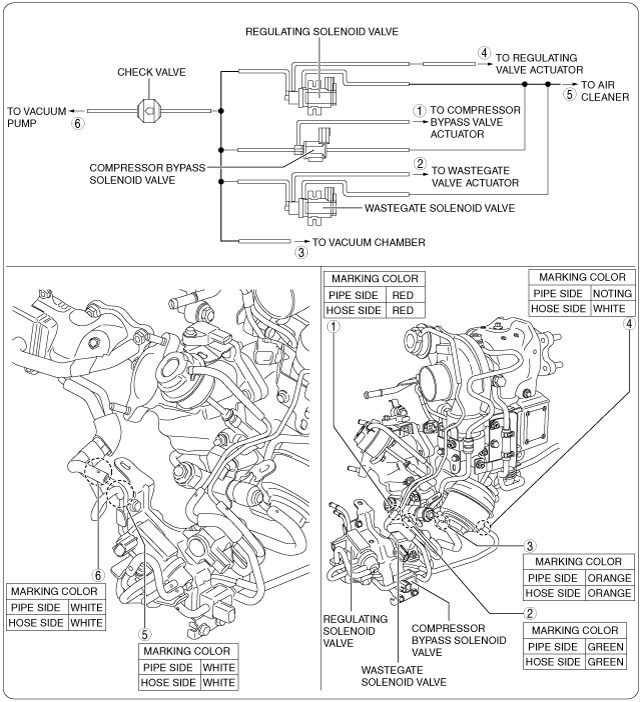 REGULATING SOLENOID VALVE
④ TO REGULATING
VALVE ACTUATOR
CHECK VALVE
⑤ TO AIR
CLEANER
TO VACUUM
PUMP
⑥
① TO COMPRESSOR
BYPASS VALVE
ACTUATOR
COMPRESSOR BYPASS
SOLENOID VALVE
② TO WASTEGATE
VALVE ACTUATOR
WASTEGATE SOLENOID VALVE
③ TO VACUUM CHAMBER
MARKING COLOR
PIPE SIDE RED
HOSE SIDE RED
①
MARKING COLOR
PIPE SIDE NOTING
HOSE SIDE WHITE
④
⑥
MARKING COLOR
PIPE SIDE WHITE
HOSE SIDE WHITE
⑤
MARKING COLOR
PIPE SIDE WHITE
HOSE SIDE WHITE
③
MARKING COLOR
PIPE SIDE ORANGE
HOSE SIDE ORANGE
②
MARKING COLOR
PIPE SIDE GREEN
HOSE SIDE GREEN
REGULATING
SOLENOID
VALVE
COMPRESSOR
BYPASS SOLENOID
VALVE
WASTEGATE
SOLENOID VALVE